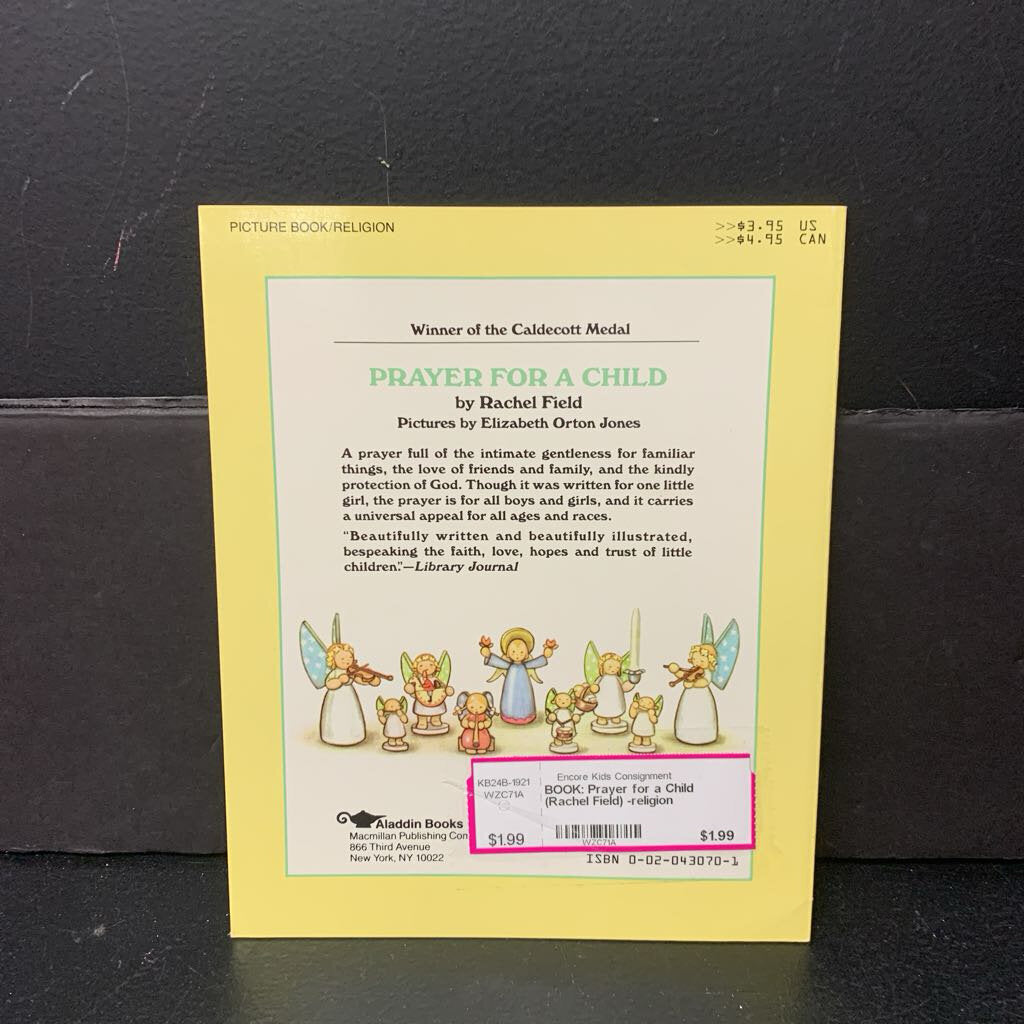 PICTURE BOOK/RELIGION
>>$3.95 US
>>$4.95 CAN
Winner of the Caldecott Medal
PRAYER FOR A CHILD
by Rachel Field
Pictures by Elizabeth Orton Jones
A prayer full of the intimate gentleness for familiar
things, the love of friends and family, and the kindly
protection of God. Though it was written for one little
girl, the prayer is for all boys and girls, and it carries
a universal appeal for all ages and races.
"Beautifully written and beautifully illustrated,
bespeaking the faith, love, hopes and trust of little
children."—Library Journal
KB24B-1921
WZC71A
$1.99
Encore Kids Consignment
BOOK: Prayer for a Child
(Rachel Field) -religion
WZC71A
$1.99
Aladdin Books
Macmillan Publishing
866 Third Avenue
New York, NY 10022
ISBN 0-02-043070-1